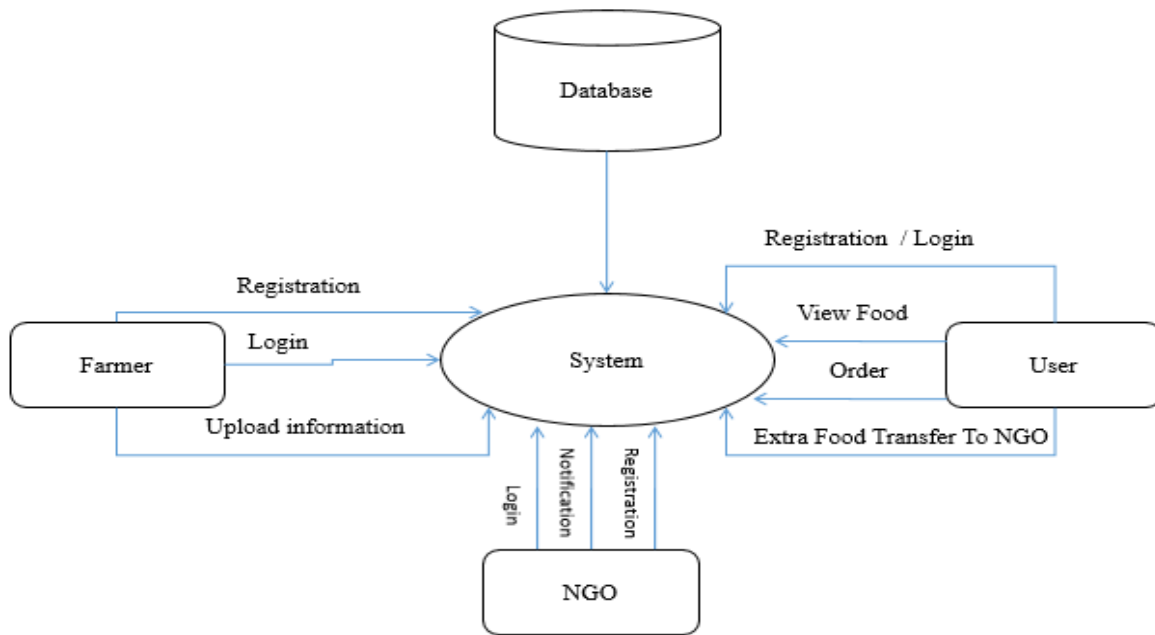 Database
Registration / Login
Registration
View Food
Login
Farmer
System
User
Order
Upload information
Extra Food Transfer To NGO
Login
Notification
Registration
NGO